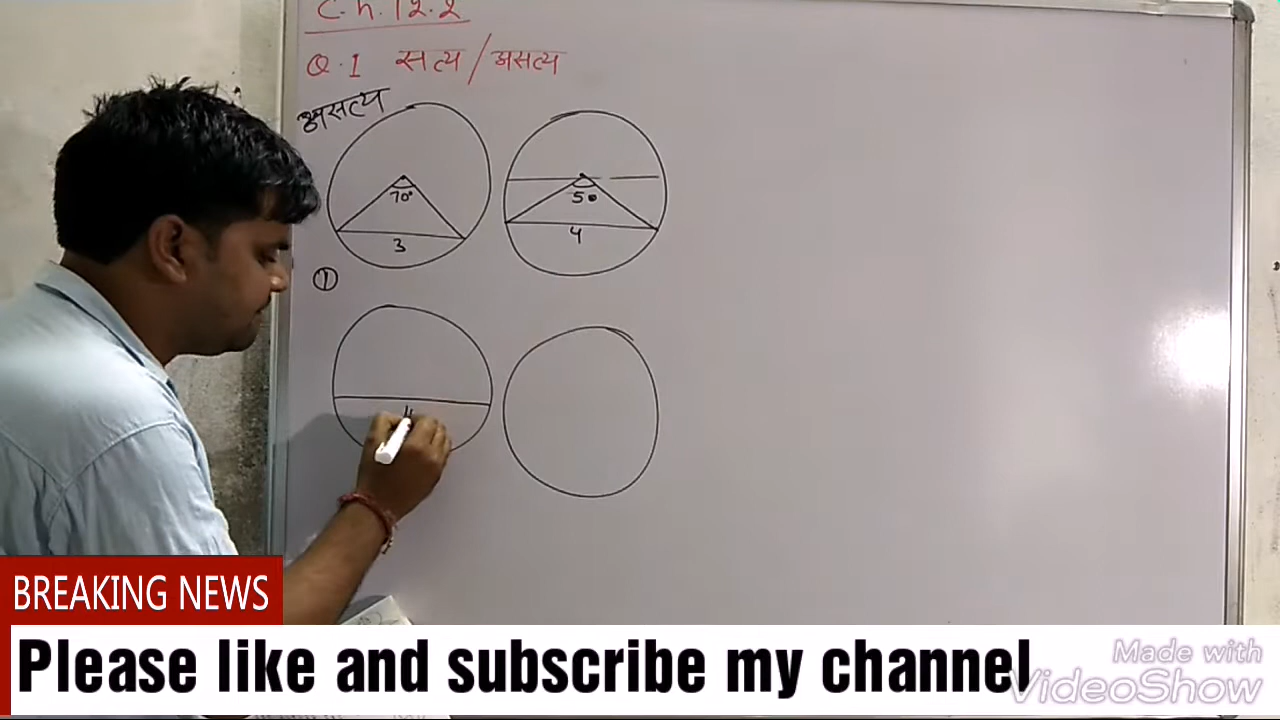 Ch. 12.2
Q.1 सत्य / असत्य
असत्य
70° 50
3 4
①
4
BREAKING NEWS
Please like and subscribe my channel
Made with
VideoShow